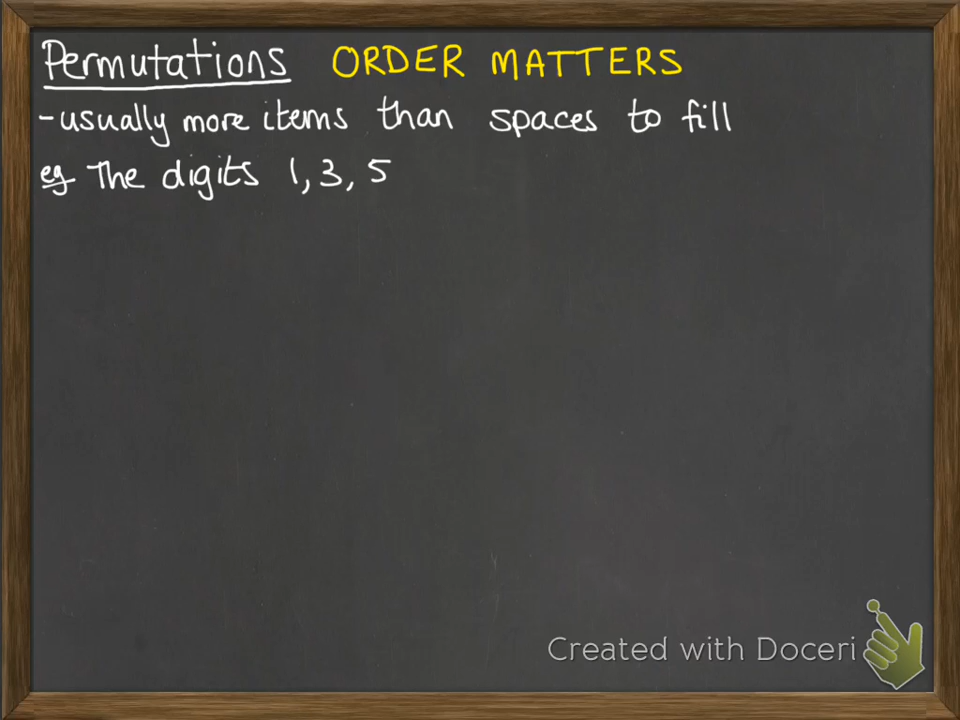 Permutations ORDER MATTERS
- usually more items than spaces to fill
eg The digits 1, 3, 5
Created with Doceri